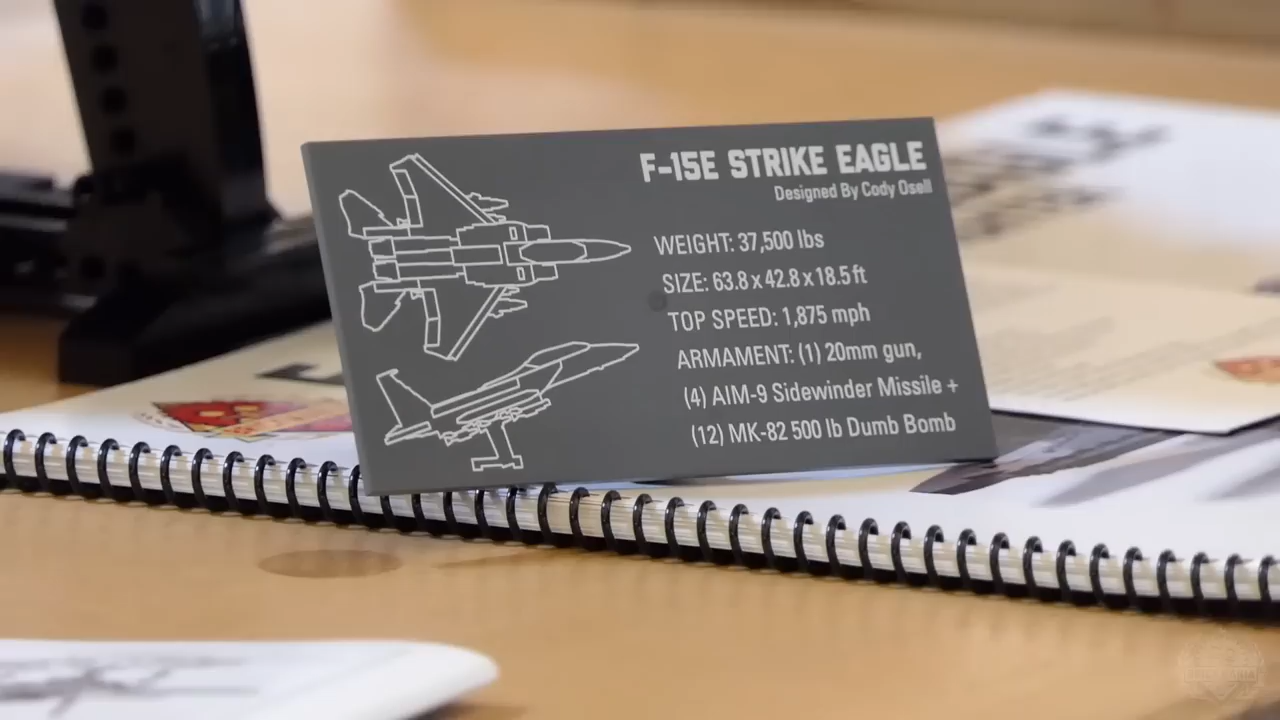 F-15E STRIKE EAGLE
Designed By Cody Osell
WEIGHT: 37,500 lbs
SIZE: 63.8 x 42.8 x 18.5 ft
TOP SPEED: 1,875 mph
ARMAMENT: (1) 20mm gun,
(4) AIM-9 Sidewinder Missile +
(12) MK-82 500 lb Dumb Bomb